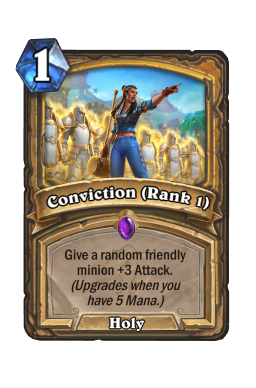 1
Conviction (Rank 1)
Give a random friendly
minion +3 Attack.
(Upgrades when you
have 5 Mana.)
Holy